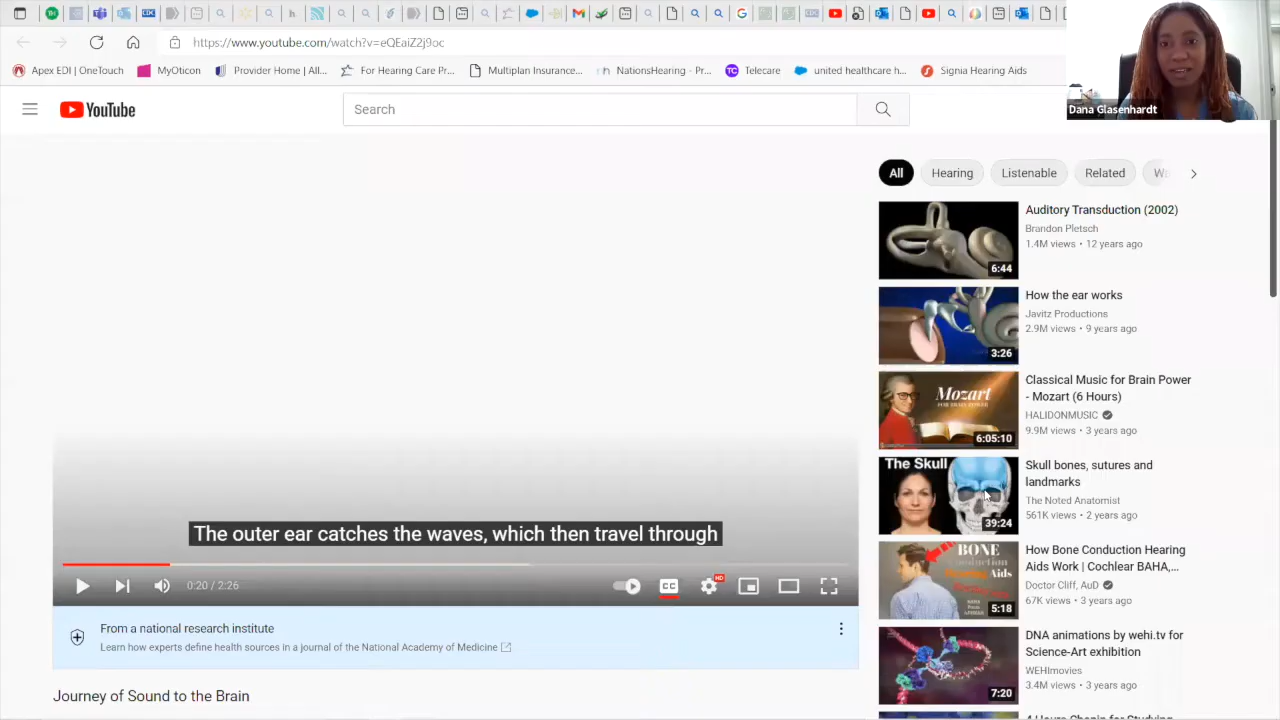 https://www.youtube.com/watch?v=eQEaiZ2j9oc
Apex EDI | OneTouch
MyOticon
Provider Home | All...
For Hearing Care Pr...
Multiplan Insurance...
NationsHearing - Pr...
Telecare
united healthcare h...
Signia Hearing Aids
Dana Glasenhardt
YouTube
Search
All
Hearing
Listenable
Related
Auditory Transduction (2002)
Brandon Pletsch
1.4M views • 12 years ago
6:44
How the ear works
Javitz Productions
2.9M views • 9 years ago
3:26
Mozart
Classical Music for Brain Power
- Mozart (6 Hours)
HALIDONMUSIC
9.9M views • 3 years ago
6:05:10
The Skull
Skull bones, sutures and
landmarks
The Noted Anatomist
561K views • 2 years ago
39:24
BONE
How Bone Conduction Hearing
Aids Work | Cochlear BAHA,...
Doctor Cliff, AuD
67K views • 3 years ago
5:18
DNA animations by wehi.tv for
Science-Art exhibition
WEHImovies
3.4M views • 3 years ago
7:20
The outer ear catches the waves, which then travel through
0:20 / 2:26
CC
HD
From a national research institute
Learn how experts define health sources in a journal of the National Academy of Medicine
Journey of Sound to the Brain